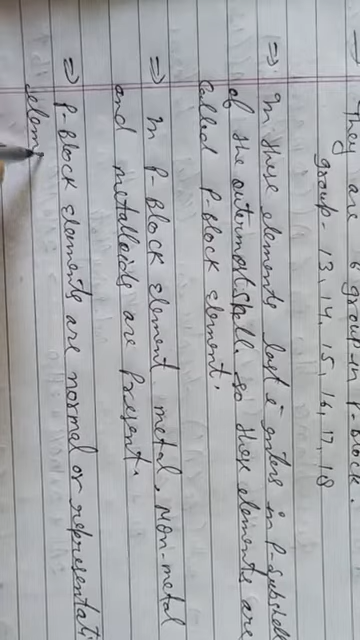 ⇒ They are 6 group in P-block.
group - 13, 14, 15, 16, 17, 18
⇒ In these elements last e⁻ enters in P-subshell
of the outermost shell. So these elements are
called P-block element.
⇒ In P-block element metal, Non-metal
and metalloids are Present.
⇒ P-block elements are normal or representati
elem